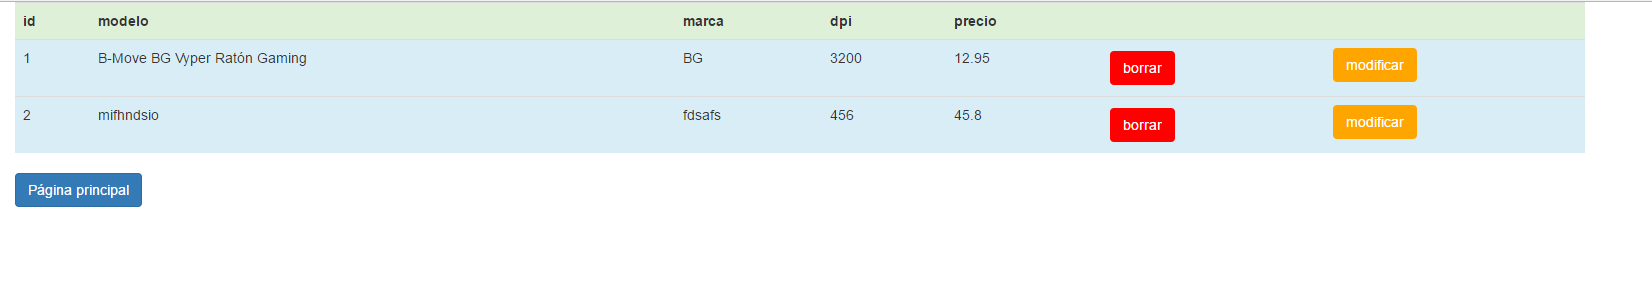 id modelo marca dpi precio
1 B-Move BG Vyper Ratón Gaming BG 3200 12.95 borrar modificar
2 mifhndsio fdsafs 456 45.8 borrar modificar
Página principal